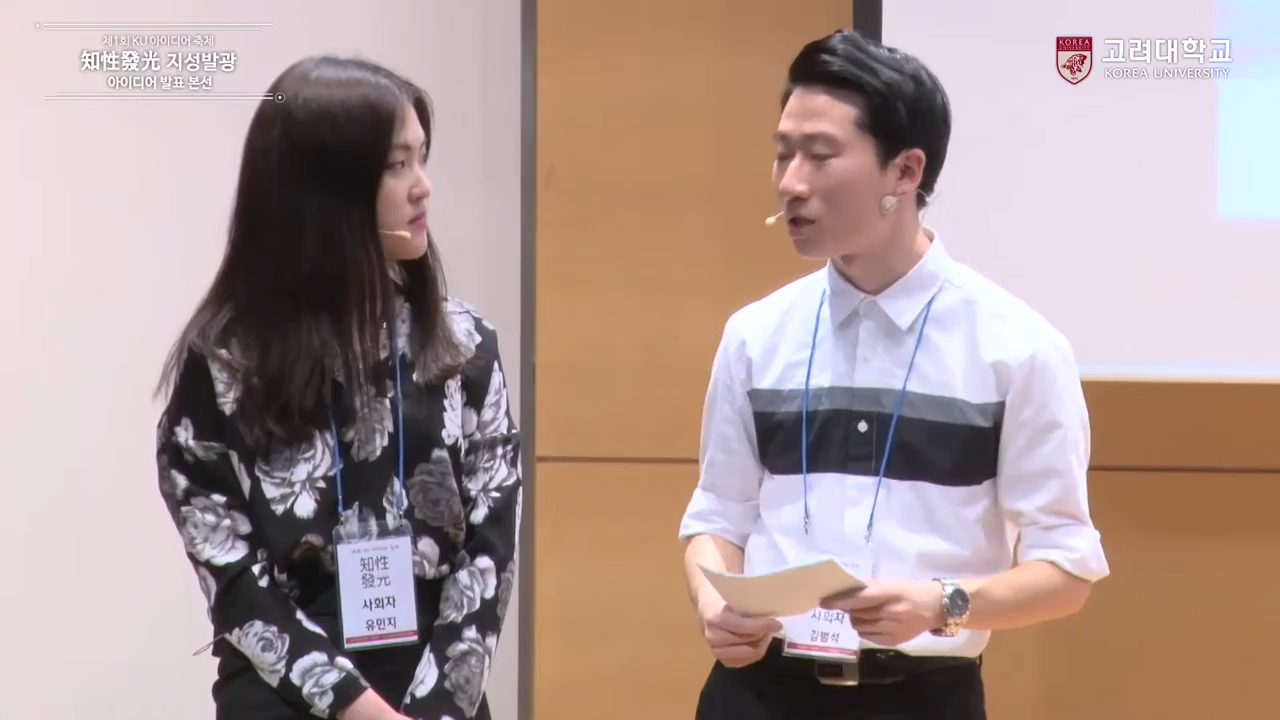 제1회 KU 아이디어 축제
知性發光 지성발광
아이디어 발표 본선
KOREA
UNIVERSITY
고려대학교
KOREA UNIVERSITY
知性
發光
사회자
유민지
사회자
김범석